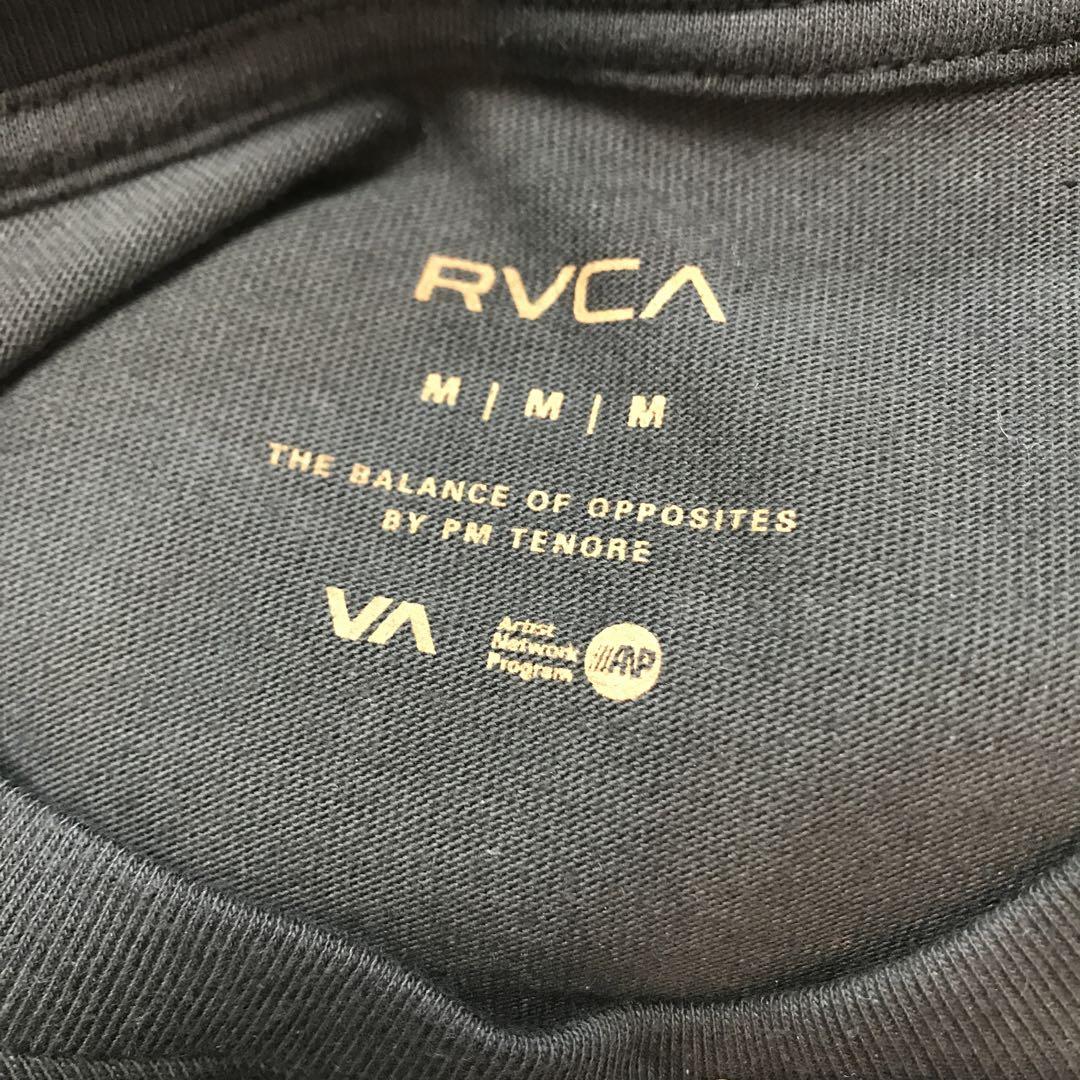 RVCA
M | M | M
THE BALANCE OF OPPOSITES
BY PM TENORE
VA
Artist
Network
Program
ANP